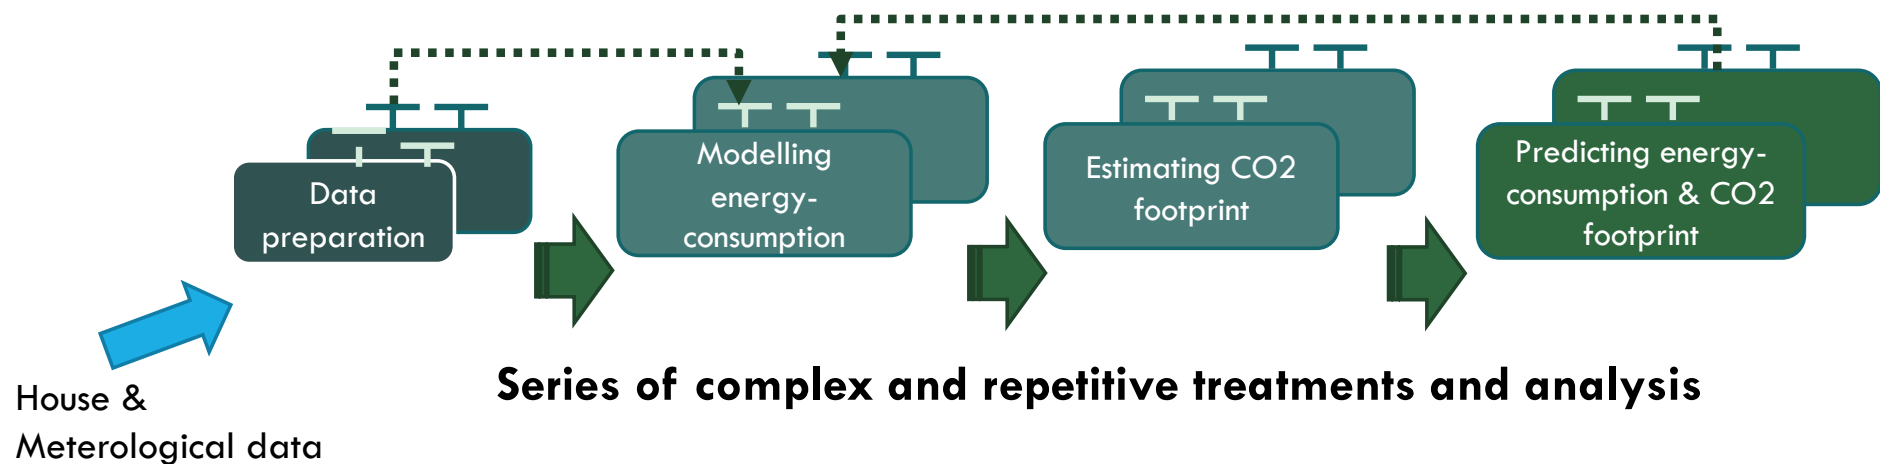 Data
preparation
Modelling
energy-
consumption
Estimating CO2
footprint
Predicting energy-
consumption & CO2
footprint
Series of complex and repetitive treatments and analysis
House &
Meterological data